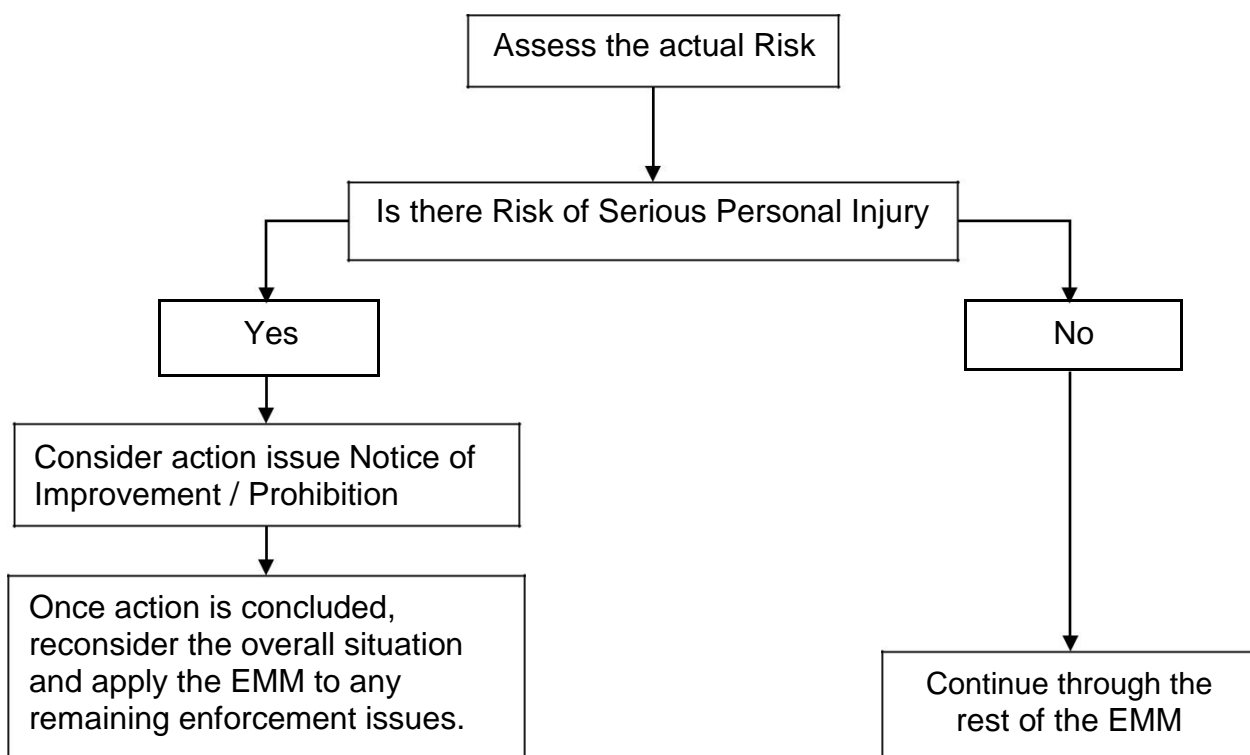 Assess the actual Risk
Is there Risk of Serious Personal Injury
Yes
No
Consider action issue Notice of
Improvement / Prohibition
Once action is concluded,
reconsider the overall situation
and apply the EMM to any
remaining enforcement issues.
Continue through the
rest of the EMM